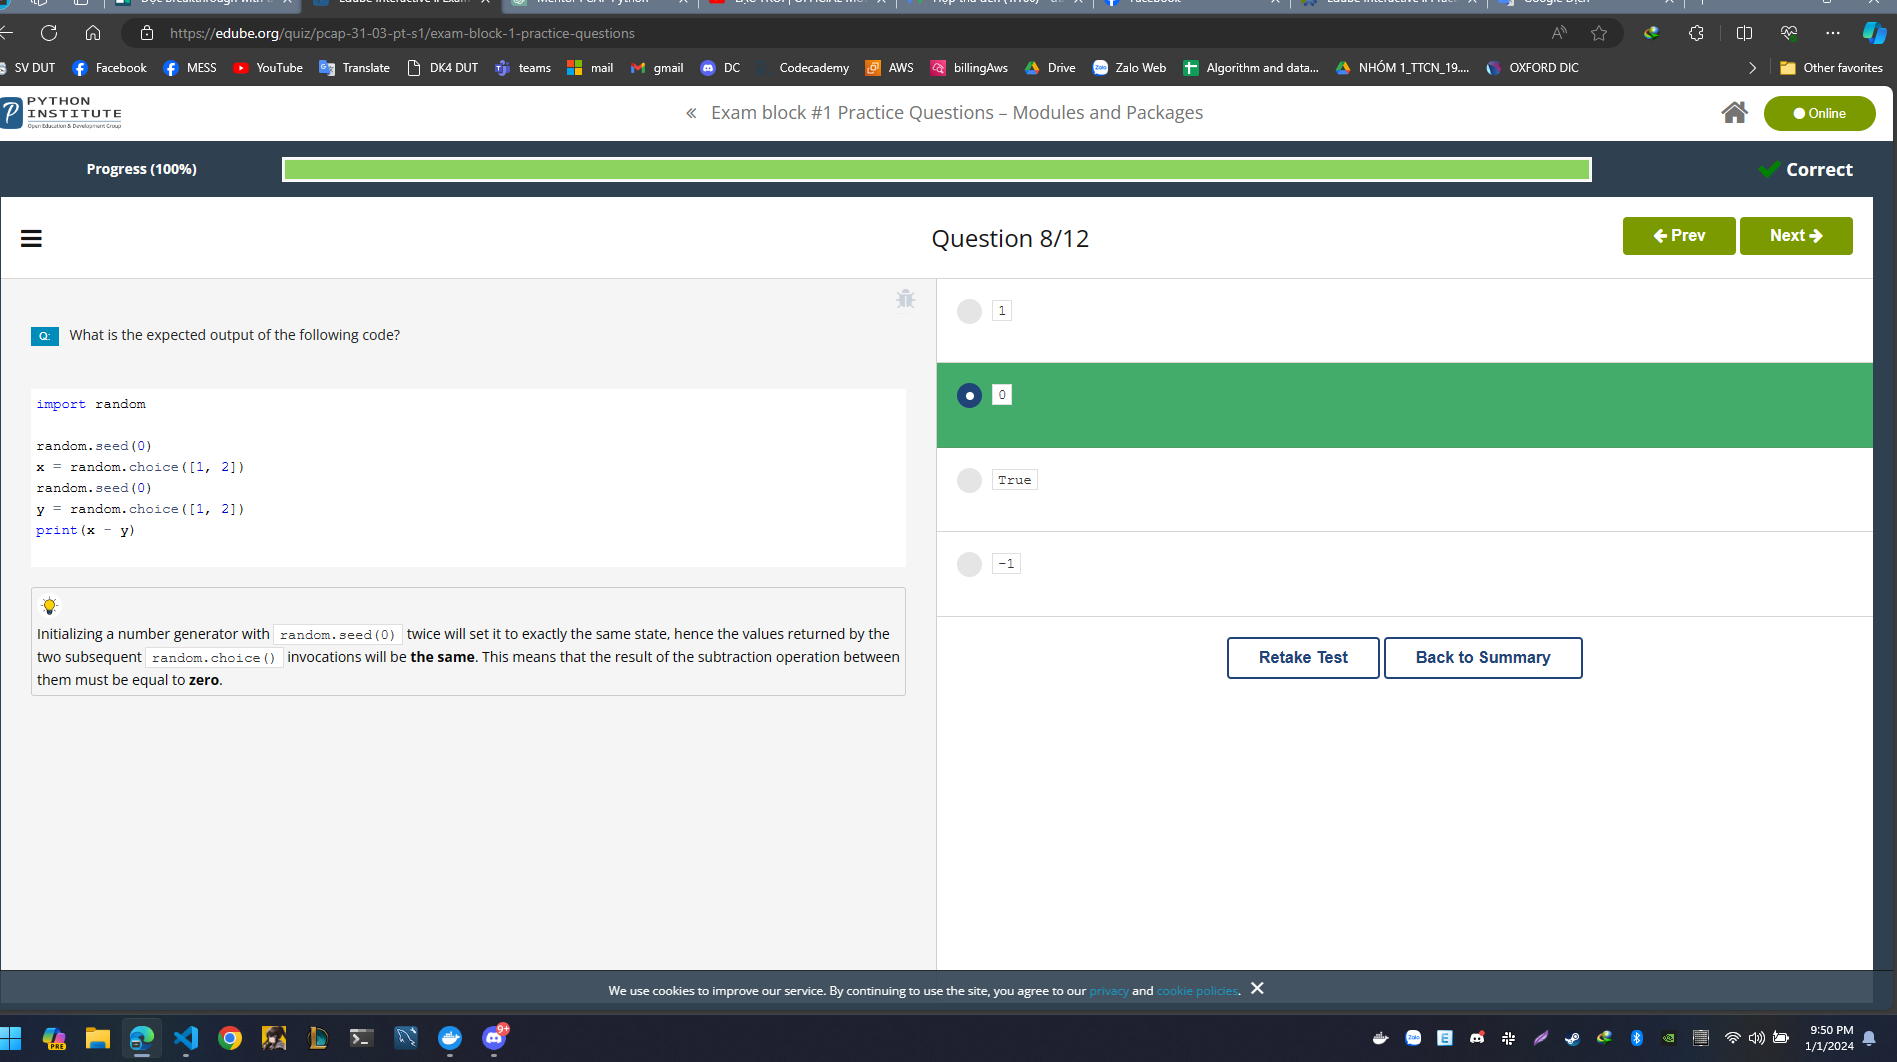 https://edube.org/quiz/pcap-31-03-pt-s1/exam-block-1-practice-questions
SV DUT Facebook MESS YouTube Translate DK4 DUT teams mail gmail DC Codecademy AWS billingAws Drive Zalo Web Algorithm and data... NHÓM 1_TTCN_19.... OXFORD DIC Other favorites
PYTHON
INSTITUTE
Open Education & Development Group
« Exam block #1 Practice Questions – Modules and Packages
Online
Progress (100%)
Correct
Question 8/12
Prev
Next
Q: What is the expected output of the following code?
import random
random.seed(0)
x = random.choice([1, 2])
random.seed(0)
y = random.choice([1, 2])
print(x - y)
Initializing a number generator with random.seed(0) twice will set it to exactly the same state, hence the values returned by the
two subsequent random.choice() invocations will be the same. This means that the result of the subtraction operation between
them must be equal to zero.
1
0
True
-1
Retake Test
Back to Summary
We use cookies to improve our service. By continuing to use the site, you agree to our privacy and cookie policies.
9:50 PM
1/1/2024